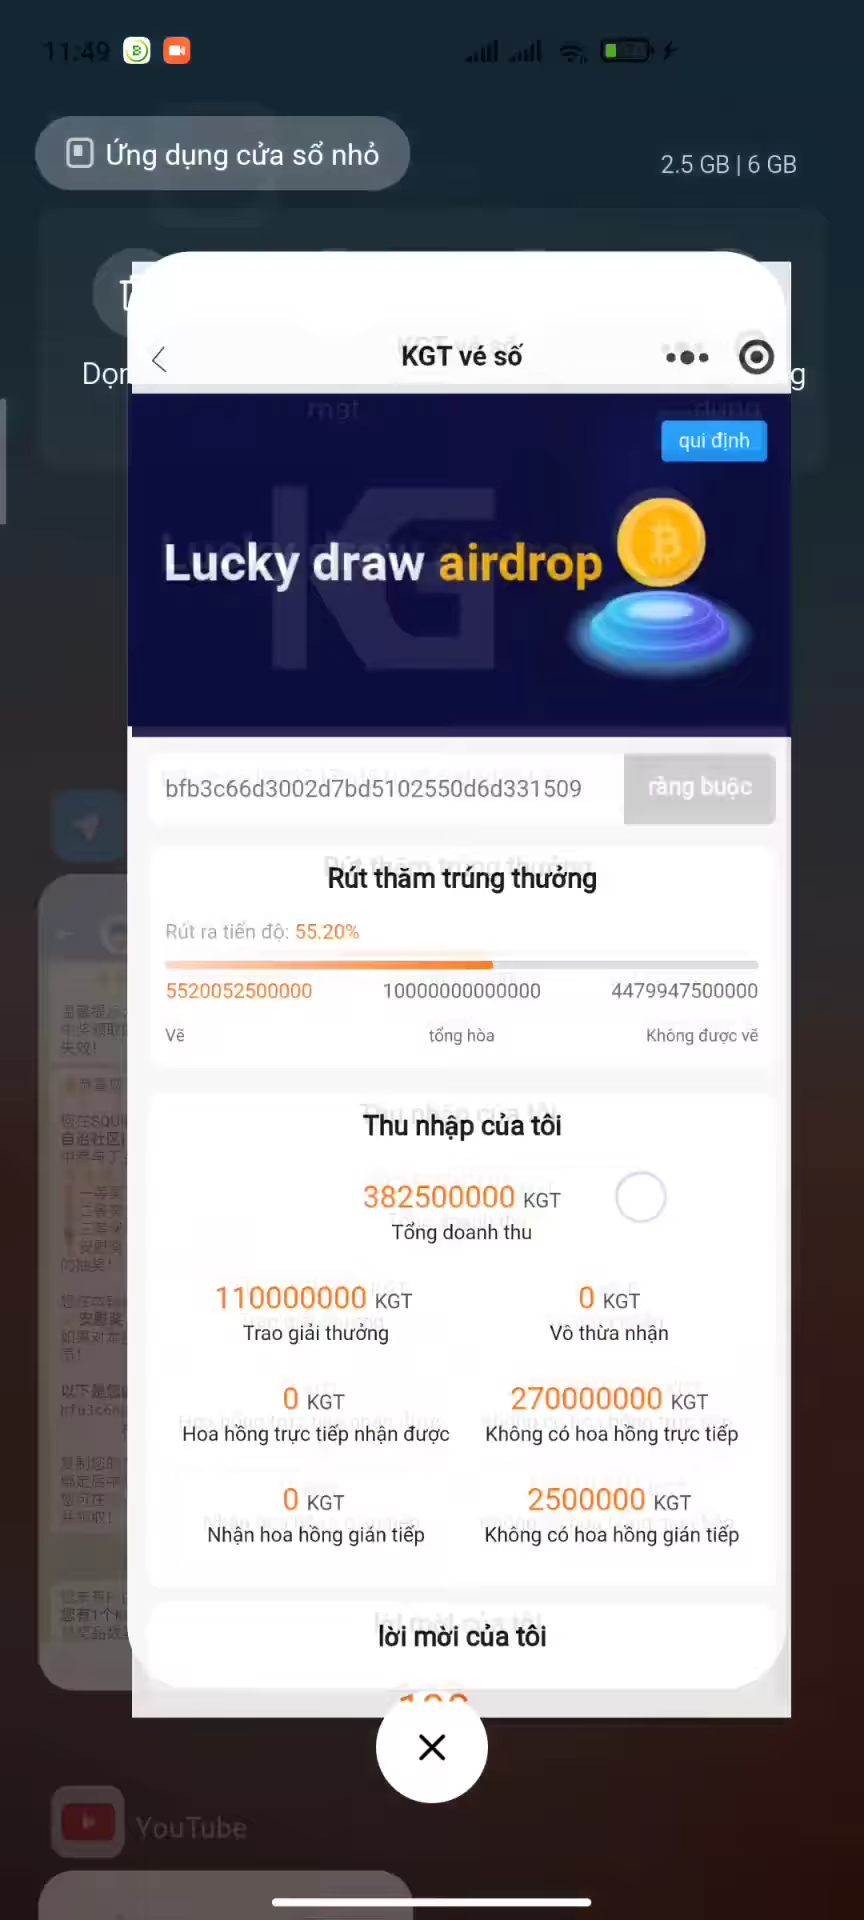 11:49
Ứng dụng cửa sổ nhỏ
2.5 GB | 6 GB
KGT vé số
qui định
Lucky draw airdrop
bfb3c66d3002d7bd5102550d6d331509
ràng buộc
Rút thăm trúng thưởng
Rút ra tiến độ: 55.20%
5520052500000 10000000000000 4479947500000
Vẽ tổng hòa Không được vẽ
Thu nhập của tôi
382500000 KGT
Tổng doanh thu
110000000 KGT 0 KGT
Trao giải thưởng Vô thừa nhận
0 KGT 270000000 KGT
Hoa hồng trực tiếp nhận được Không có hoa hồng trực tiếp
0 KGT 2500000 KGT
Nhận hoa hồng gián tiếp Không có hoa hồng gián tiếp
lời mời của tôi
YouTube